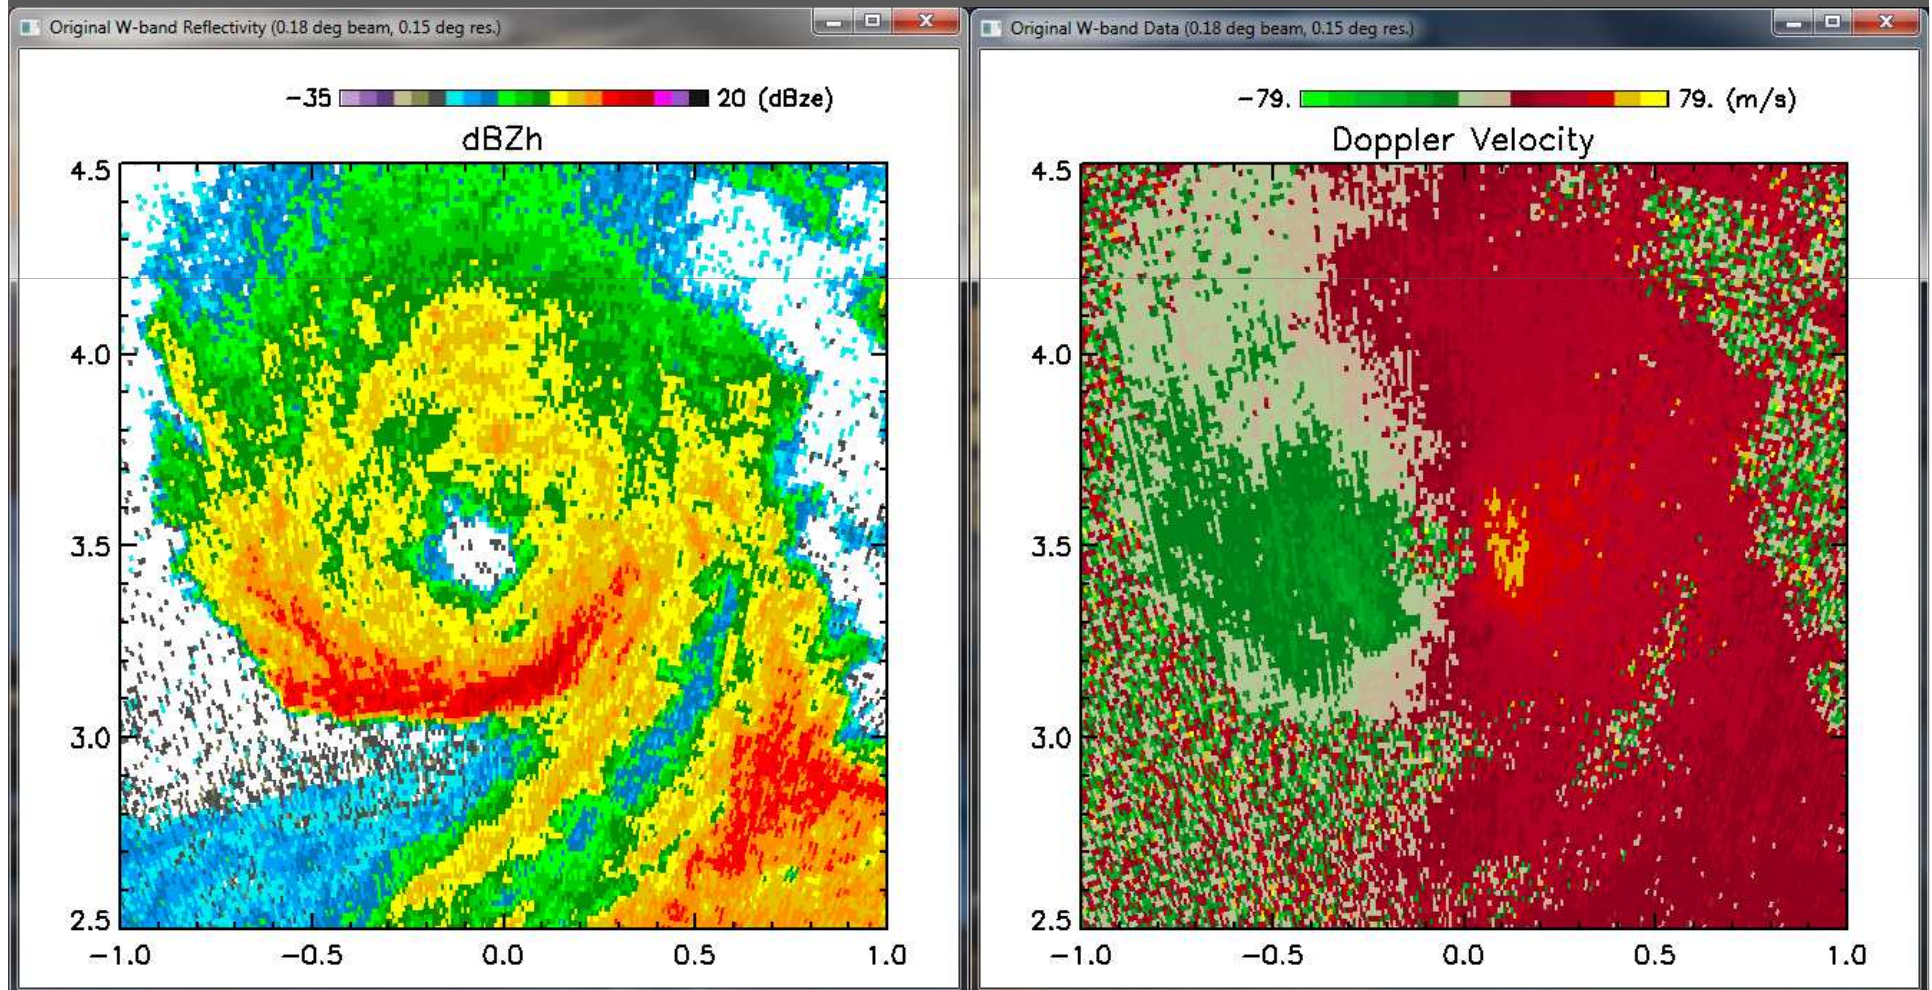 Original W-band Reflectivity (0.18 deg beam, 0.15 deg res.)
−35 20 (dBze)
dBZh
4.5
4.0
3.5
3.0
2.5
−1.0 −0.5 0.0 0.5 1.0
Original W-band Data (0.18 deg beam, 0.15 deg res.)
−79. 79. (m/s)
Doppler Velocity
4.5
4.0
3.5
3.0
2.5
−1.0 −0.5 0.0 0.5 1.0